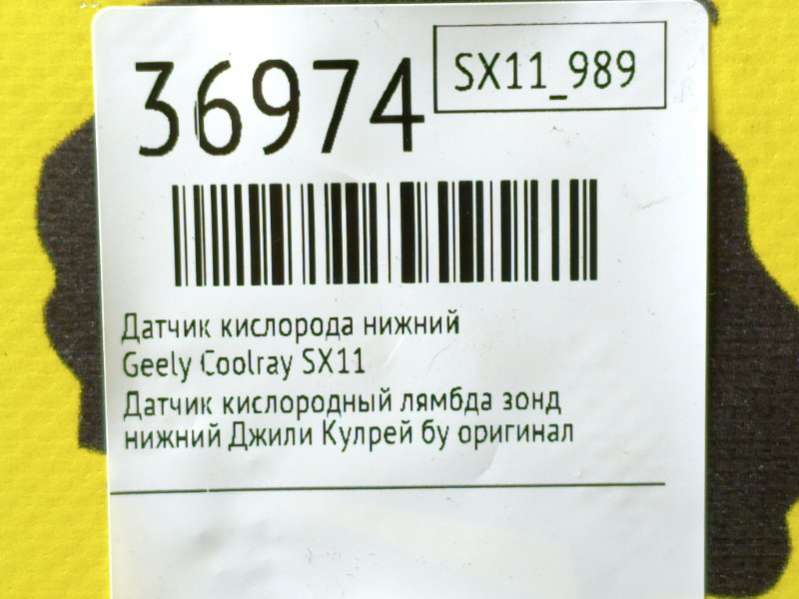 36974
SX11_989
Датчик кислорода нижний
Geely Coolray SX11
Датчик кислородный лямбда зонд
нижний Джили Кулрей бу оригинал